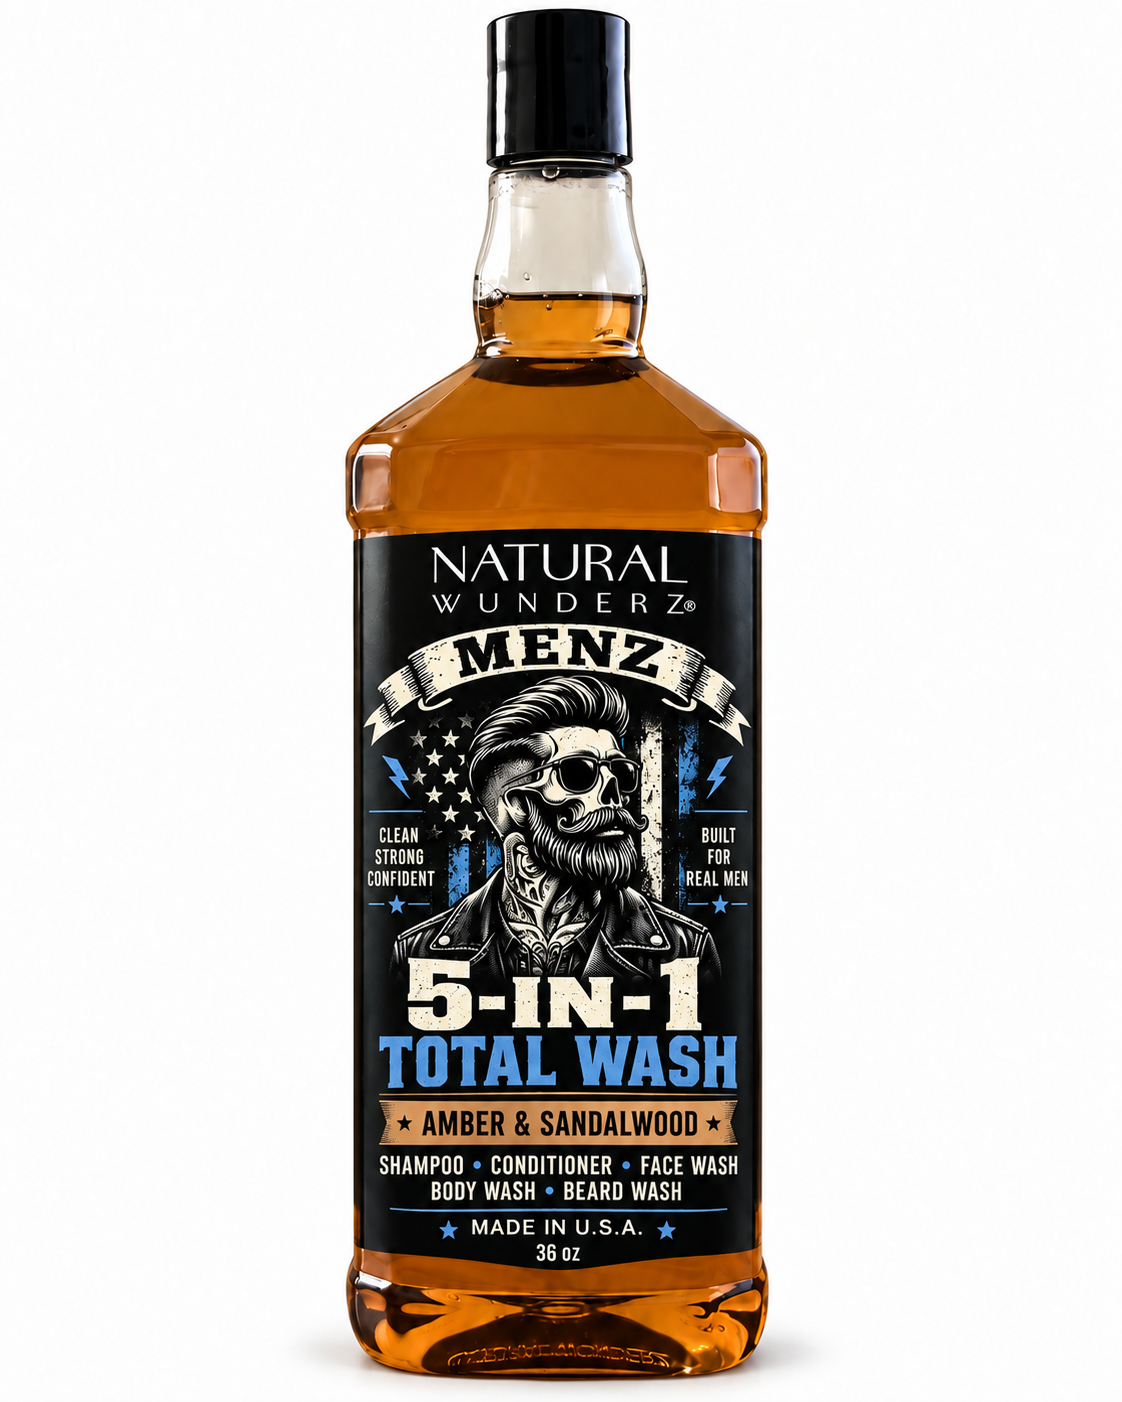 NATURAL
WUNDERZ®
MENZ
CLEAN
STRONG
CONFIDENT
BUILT
FOR
REAL MEN
5-IN-1
TOTAL WASH
AMBER & SANDALWOOD
SHAMPOO • CONDITIONER • FACE WASH
BODY WASH • BEARD WASH
MADE IN U.S.A.
36 oz